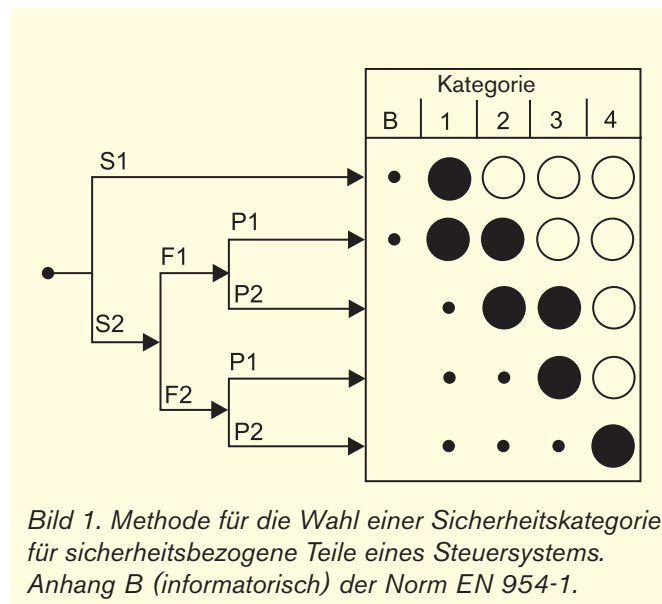 Kategorie
B 1 2 3 4
S1
P1
F1
P2
S2
P1
F2
P2
Bild 1. Methode für die Wahl einer Sicherheitskategorie
für sicherheitsbezogene Teile eines Steuersystems.
Anhang B (informatorisch) der Norm EN 954-1.